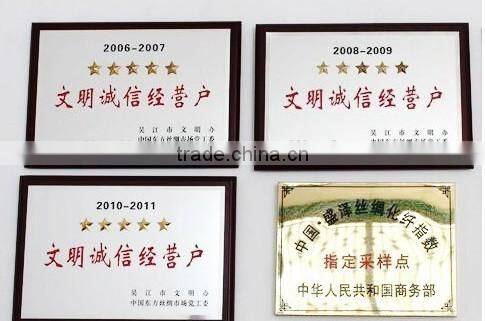 2006-2007
★★★★★
文明诚信经营户
吴江市文明办
中国东方丝绸市场党工委
2008-2009
★★★★★
文明诚信经营户
吴江市文明办
中国东方丝绸市场党工委
trade.china.cn
2010-2011
★★★★★
文明诚信经营户
吴江市文明办
中国东方丝绸市场党工委
中国·盛泽丝绸化纤指数
指定采样点
中华人民共和国商务部